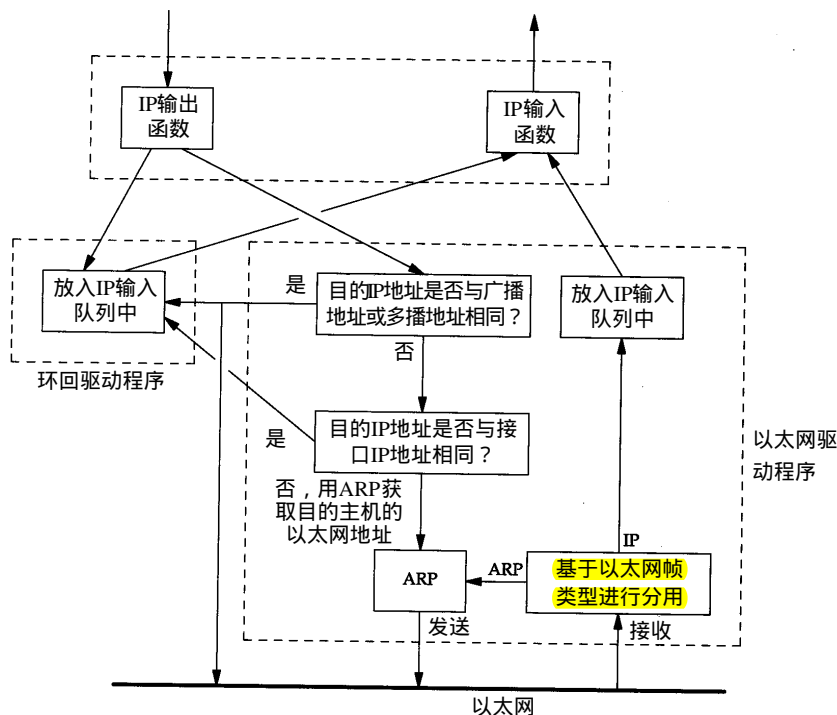 IP输出
函数
IP输入
函数
放入IP输入
队列中
是
目的IP地址是否与广播
地址或多播地址相同？
放入IP输入
队列中
环回驱动程序
否
是
目的IP地址是否与接
口IP地址相同？
以太网驱
动程序
否，用ARP获
取目的主机的
以太网地址
IP
ARP
ARP
基于以太网帧
类型进行分用
发送
接收
以太网